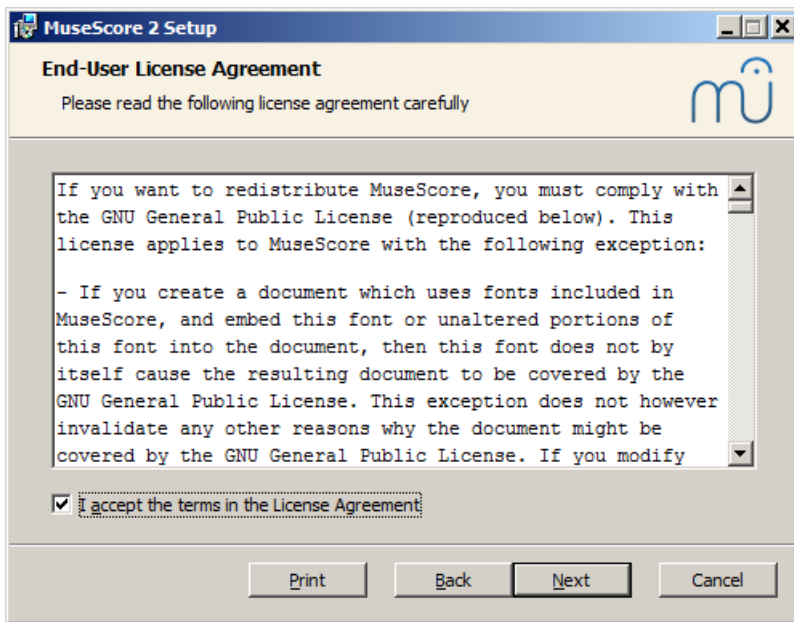 MuseScore 2 Setup
End-User License Agreement
Please read the following license agreement carefully
If you want to redistribute MuseScore, you must comply with
the GNU General Public License (reproduced below). This
license applies to MuseScore with the following exception:
- If you create a document which uses fonts included in
MuseScore, and embed this font or unaltered portions of
this font into the document, then this font does not by
itself cause the resulting document to be covered by the
GNU General Public License. This exception does not however
invalidate any other reasons why the document might be
covered by the GNU General Public License. If you modify
I accept the terms in the License Agreement
Print Back Next Cancel